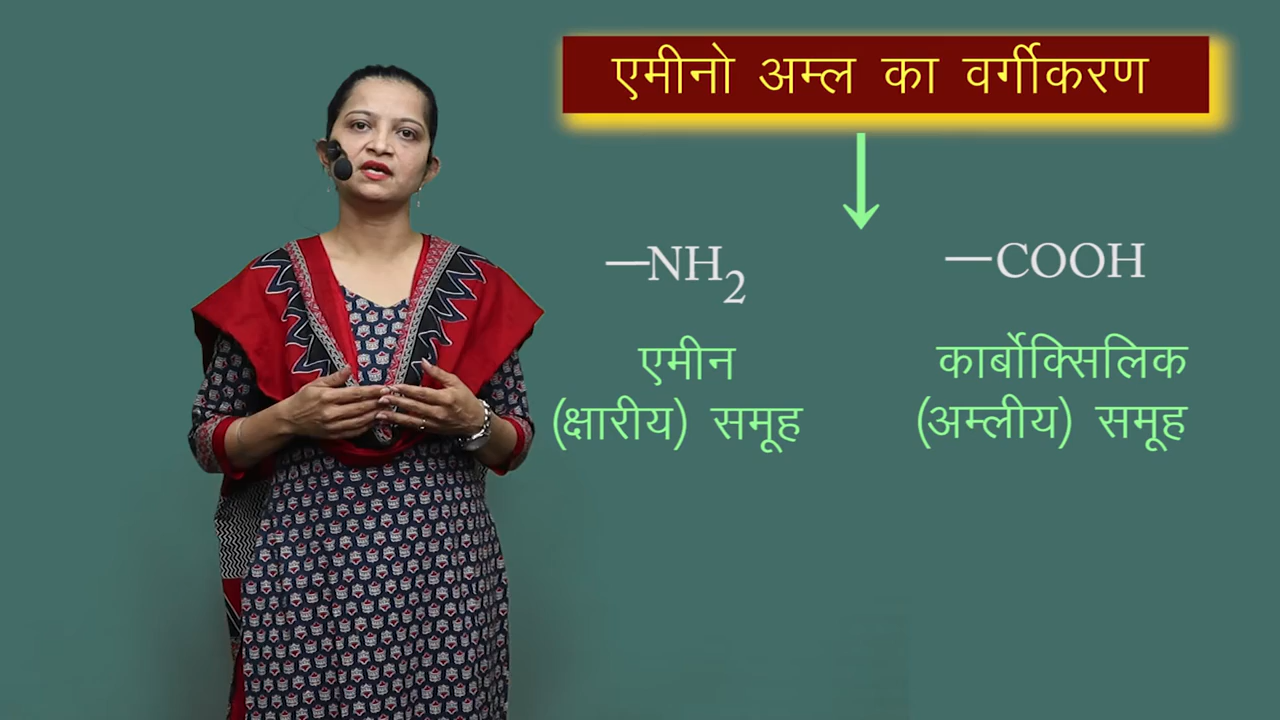 एमीनो अम्ल का वर्गीकरण
—NH₂
—COOH
एमीन
(क्षारीय) समूह
कार्बोक्सिलिक
(अम्लीय) समूह